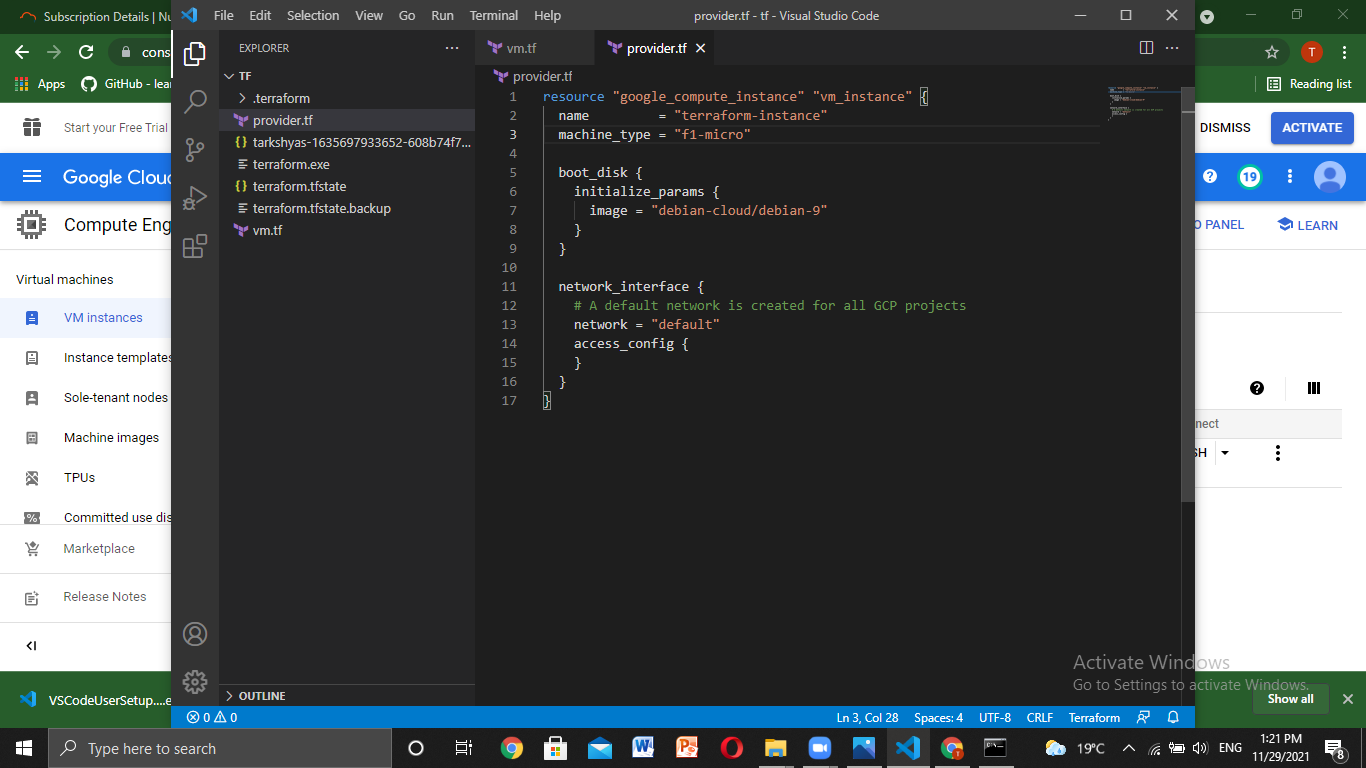 Subscription Details | Nu
File Edit Selection View Go Run Terminal Help
provider.tf - tf - Visual Studio Code
cons
T
Apps
GitHub - lear
Reading list
Start your Free Trial
DISMISS
ACTIVATE
Google Cloud
19
Compute Eng
O PANEL
LEARN
Virtual machines
VM instances
Instance templates
Sole-tenant nodes
Machine images
TPUs
Committed use dis
Marketplace
Release Notes
nect
SH
EXPLORER
TF
.terraform
provider.tf
tarkshyas-1635697933652-608b74f7...
terraform.exe
terraform.tfstate
terraform.tfstate.backup
vm.tf
OUTLINE
vm.tf
provider.tf
provider.tf
1 resource "google_compute_instance" "vm_instance" {
2 name = "terraform-instance"
3 machine_type = "f1-micro"
4
5 boot_disk {
6 initialize_params {
7 image = "debian-cloud/debian-9"
8 }
9 }
10
11 network_interface {
12 # A default network is created for all GCP projects
13 network = "default"
14 access_config {
15 }
16 }
17 }
Activate Windows
Go to Settings to activate Windows.
VSCodeUserSetup....e
Show all
0 0
Ln 3, Col 28 Spaces: 4 UTF-8 CRLF Terraform
Type here to search
19°C
ENG
1:21 PM
11/29/2021
8